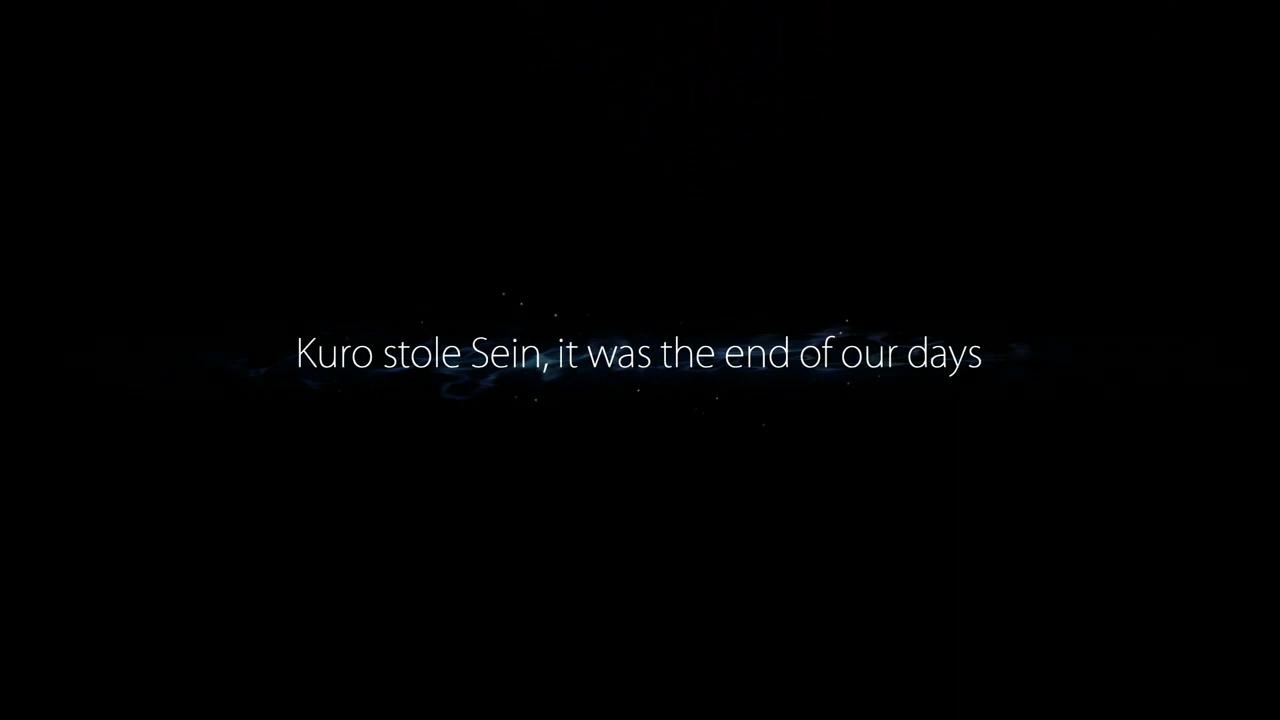 Kuro stole Sein, it was the end of our days